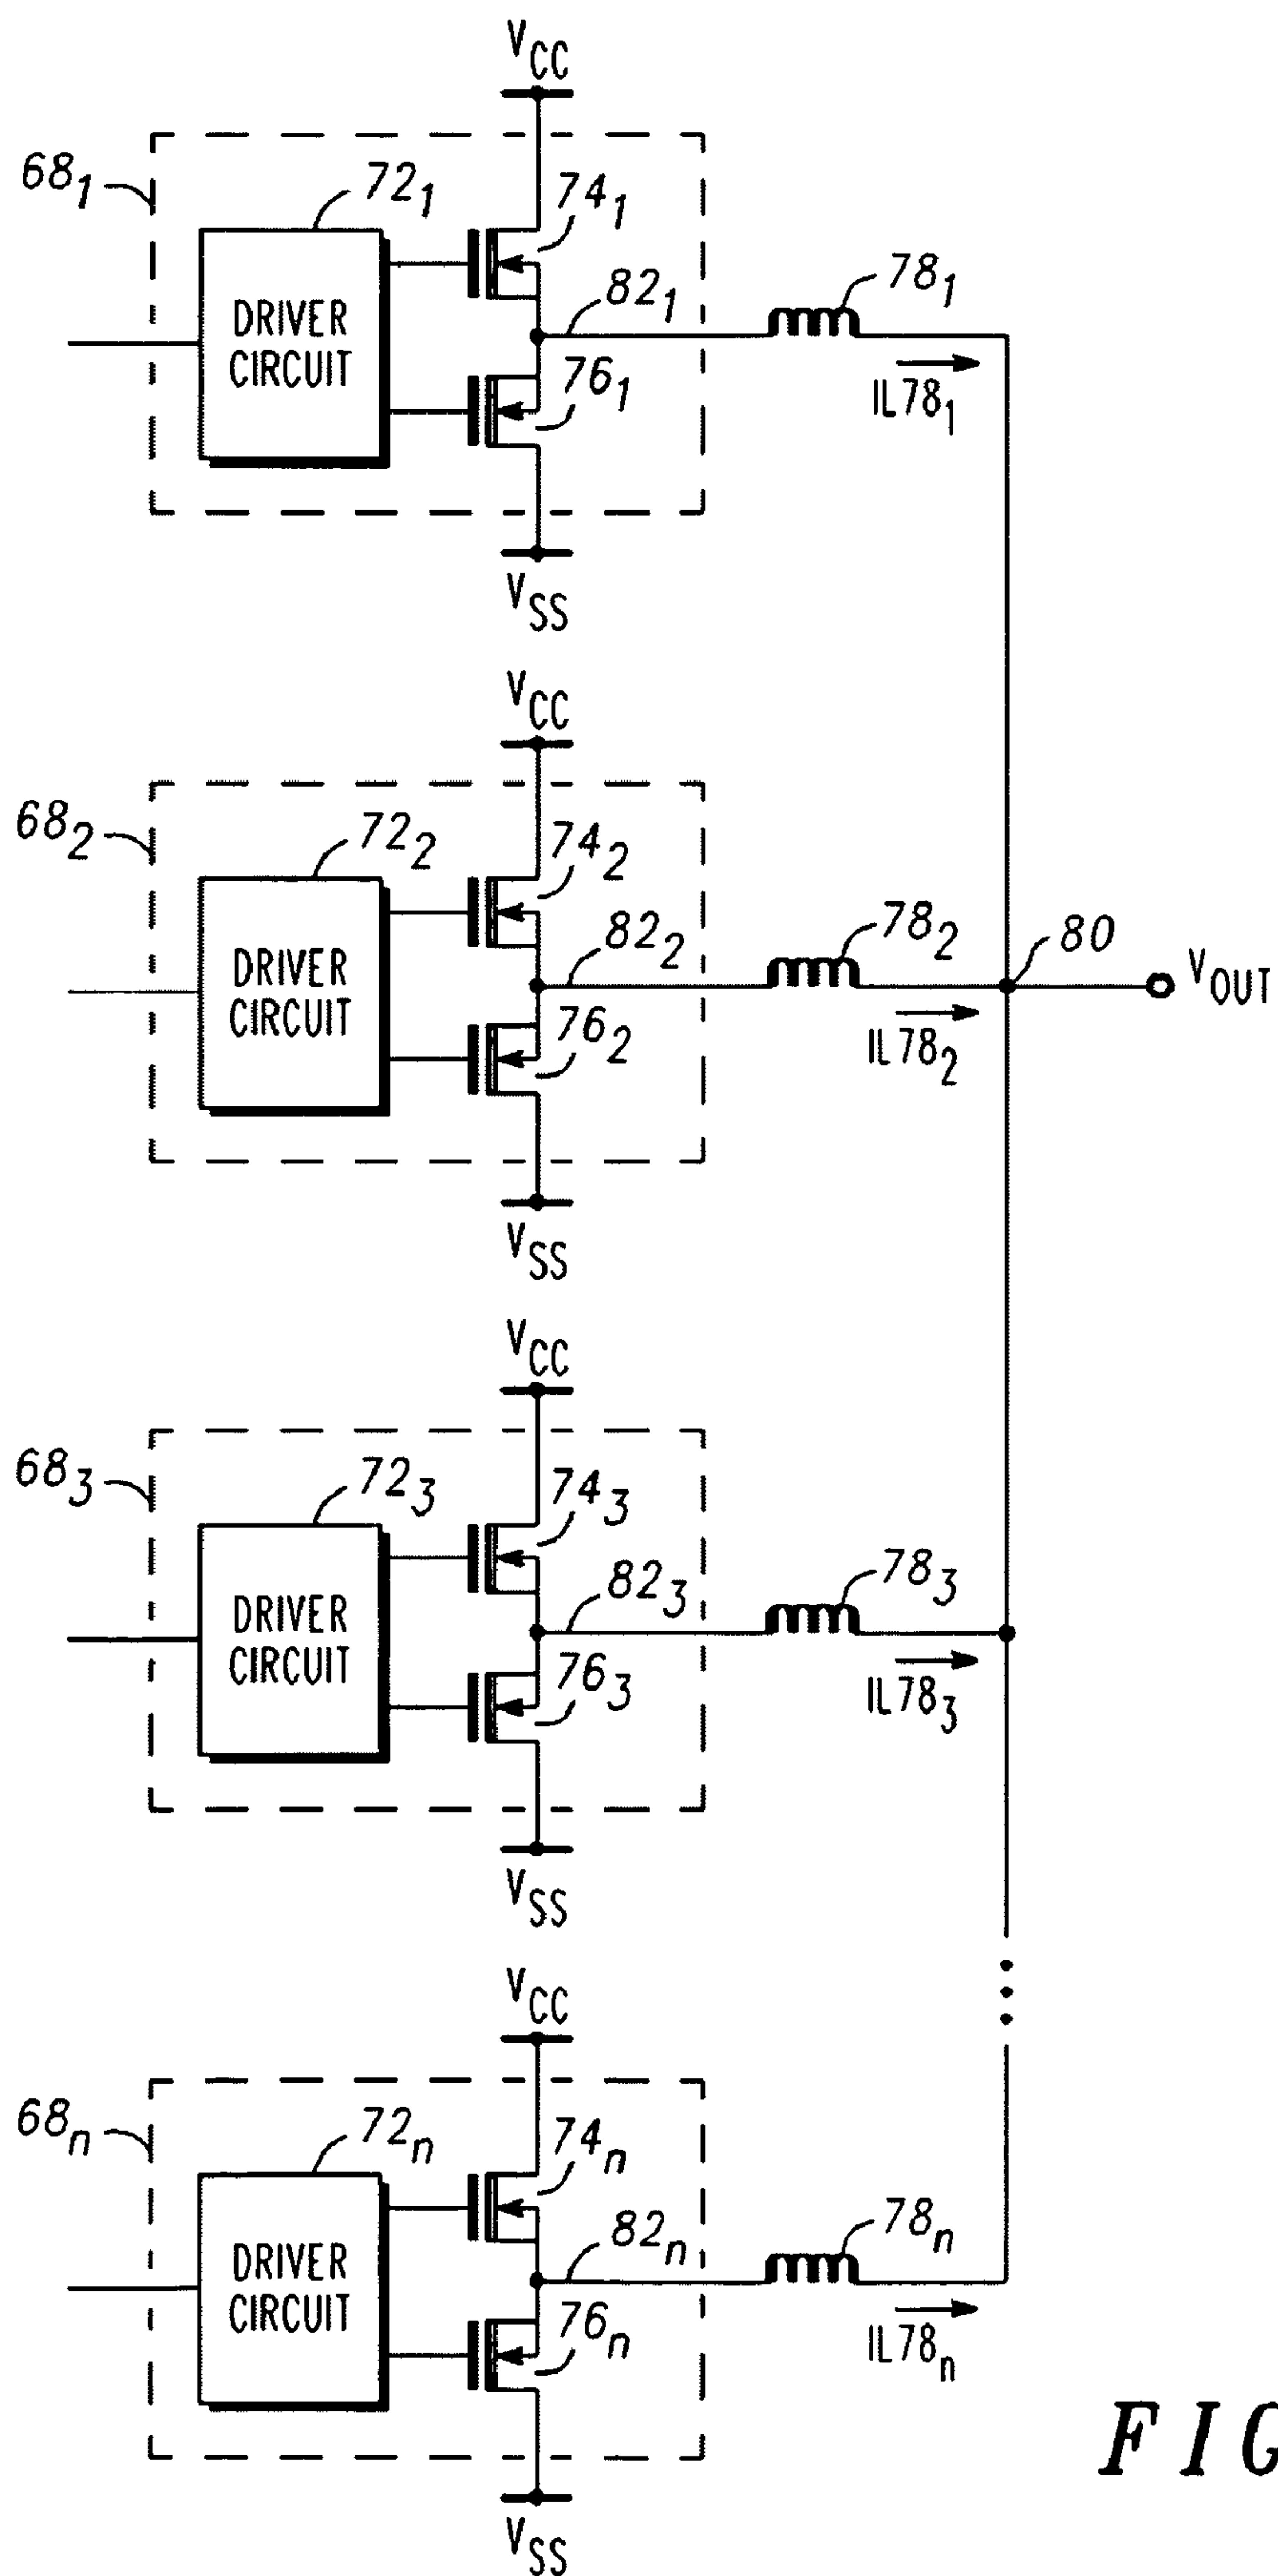 V_CC
68_1
72_1
74_1
DRIVER
CIRCUIT
82_1
78_1
76_1
IL78_1
V_SS
V_CC
68_2
72_2
74_2
DRIVER
CIRCUIT
82_2
78_2
80
V_OUT
76_2
IL78_2
V_SS
V_CC
68_3
72_3
74_3
DRIVER
CIRCUIT
82_3
78_3
76_3
IL78_3
V_SS
V_CC
68_n
72_n
74_n
DRIVER
CIRCUIT
82_n
78_n
76_n
IL78_n
V_SS
FIG